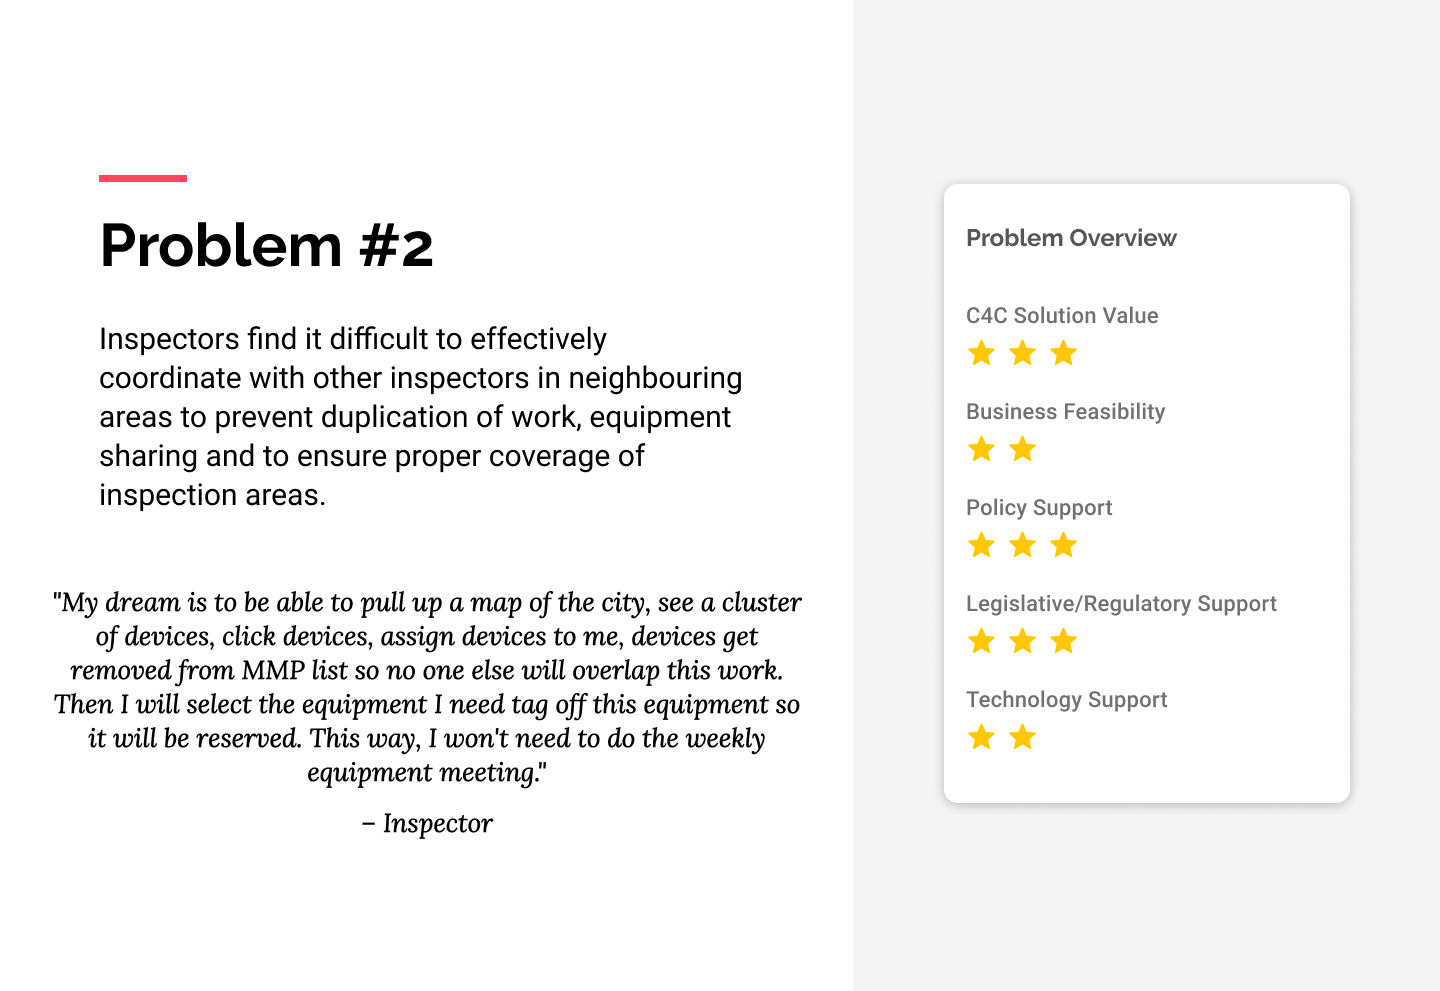 Problem #2
Inspectors find it difficult to effectively
coordinate with other inspectors in neighbouring
areas to prevent duplication of work, equipment
sharing and to ensure proper coverage of
inspection areas.
"My dream is to be able to pull up a map of the city, see a cluster
of devices, click devices, assign devices to me, devices get
removed from MMP list so no one else will overlap this work.
Then I will select the equipment I need tag off this equipment so
it will be reserved. This way, I won't need to do the weekly
equipment meeting."
– Inspector
Problem Overview
C4C Solution Value
Business Feasibility
Policy Support
Legislative/Regulatory Support
Technology Support